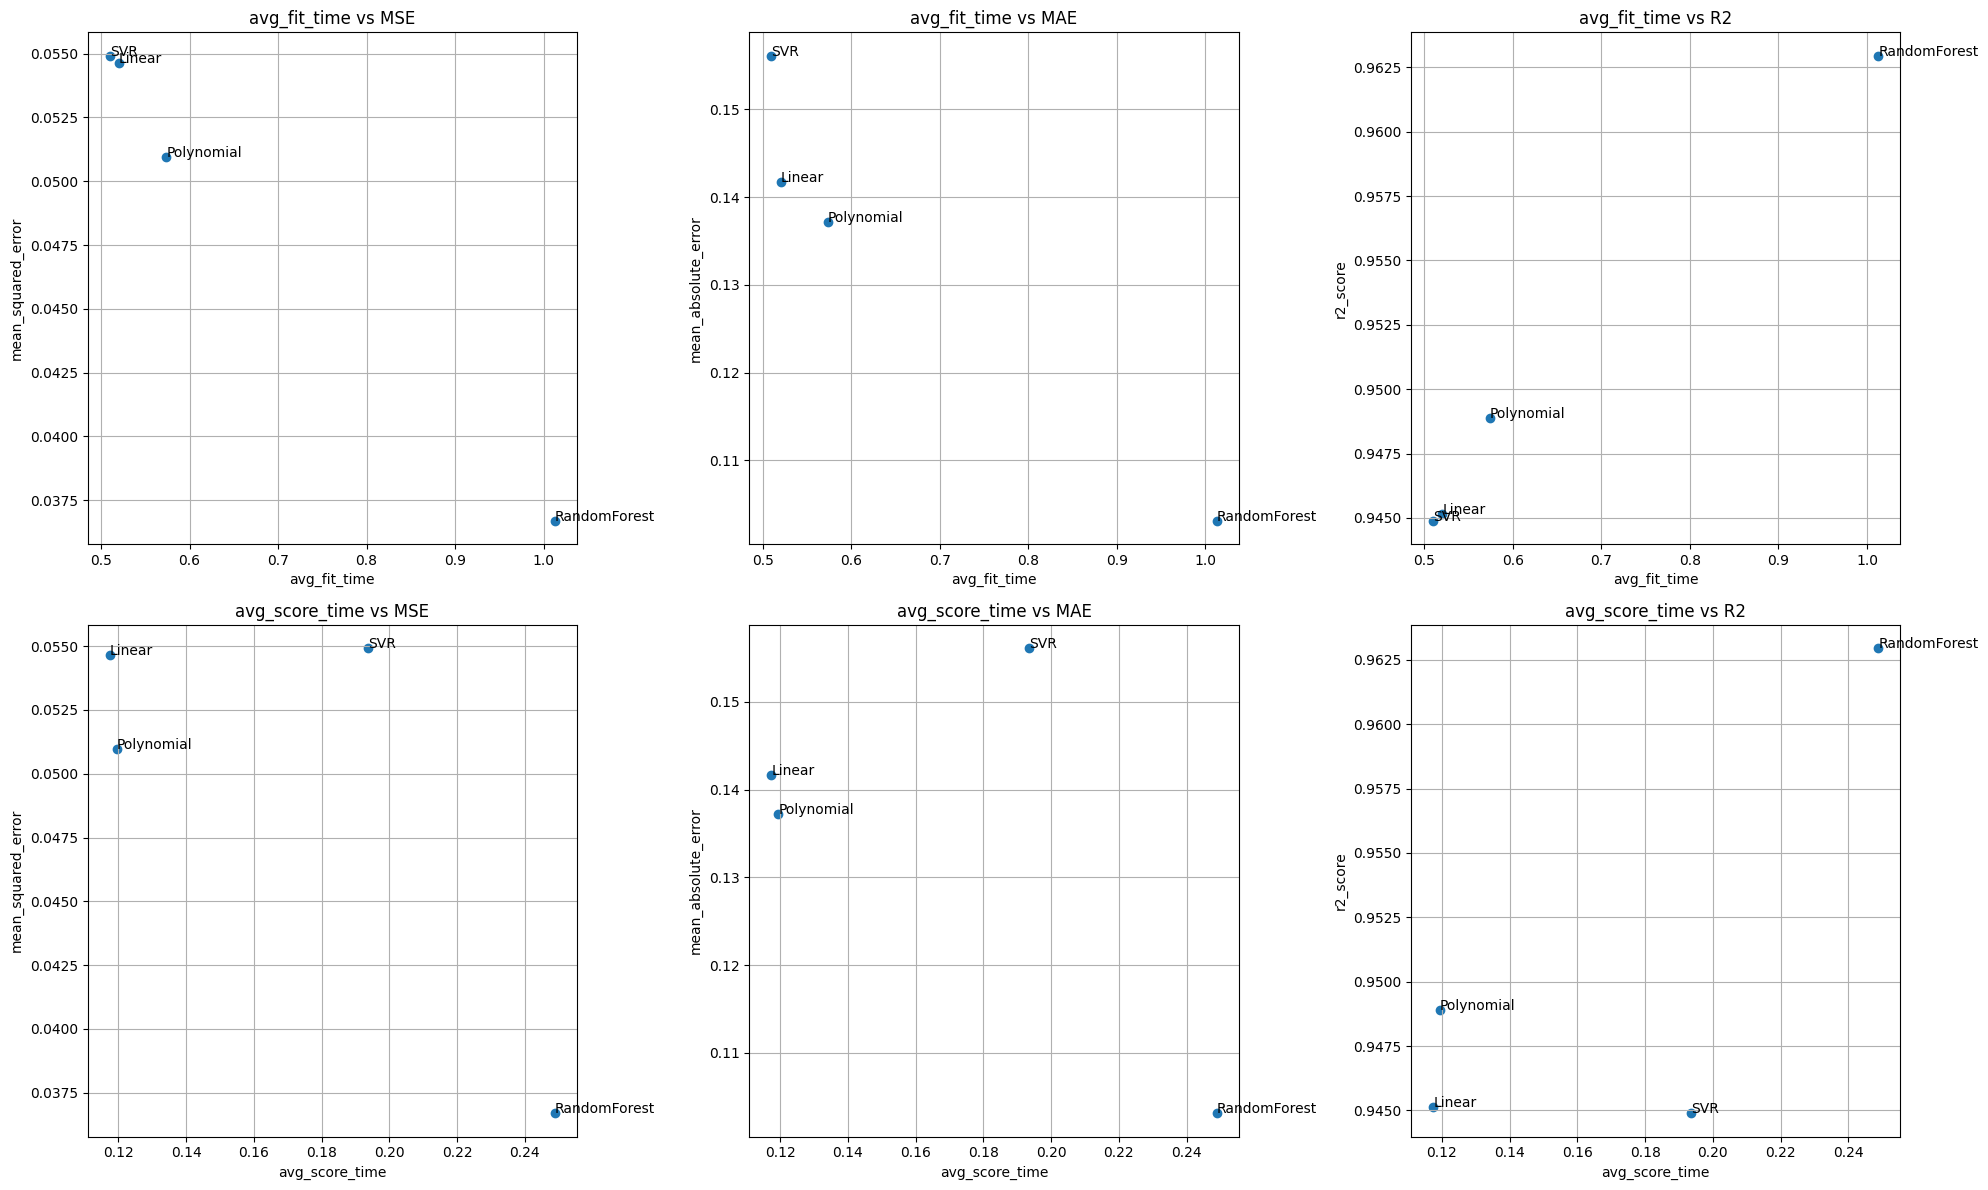 avg_fit_time vs MSE
0.0550
0.0525
0.0500
0.0475
0.0450
0.0425
0.0400
0.0375
mean_squared_error
SVR
Linear
Polynomial
RandomForest
0.5 0.6 0.7 0.8 0.9 1.0
avg_fit_time
avg_fit_time vs MAE
0.15
0.14
0.13
0.12
0.11
mean_absolute_error
SVR
Linear
Polynomial
RandomForest
0.5 0.6 0.7 0.8 0.9 1.0
avg_fit_time
avg_fit_time vs R2
0.9625
0.9600
0.9575
0.9550
0.9525
0.9500
0.9475
0.9450
r2_score
RandomForest
Polynomial
Linear
SVR
0.5 0.6 0.7 0.8 0.9 1.0
avg_fit_time
avg_score_time vs MSE
0.0550
0.0525
0.0500
0.0475
0.0450
0.0425
0.0400
0.0375
mean_squared_error
SVR
Linear
Polynomial
RandomForest
0.12 0.14 0.16 0.18 0.20 0.22 0.24
avg_score_time
avg_score_time vs MAE
0.15
0.14
0.13
0.12
0.11
mean_absolute_error
SVR
Linear
Polynomial
RandomForest
0.12 0.14 0.16 0.18 0.20 0.22 0.24
avg_score_time
avg_score_time vs R2
0.9625
0.9600
0.9575
0.9550
0.9525
0.9500
0.9475
0.9450
r2_score
RandomForest
Polynomial
Linear
SVR
0.12 0.14 0.16 0.18 0.20 0.22 0.24
avg_score_time